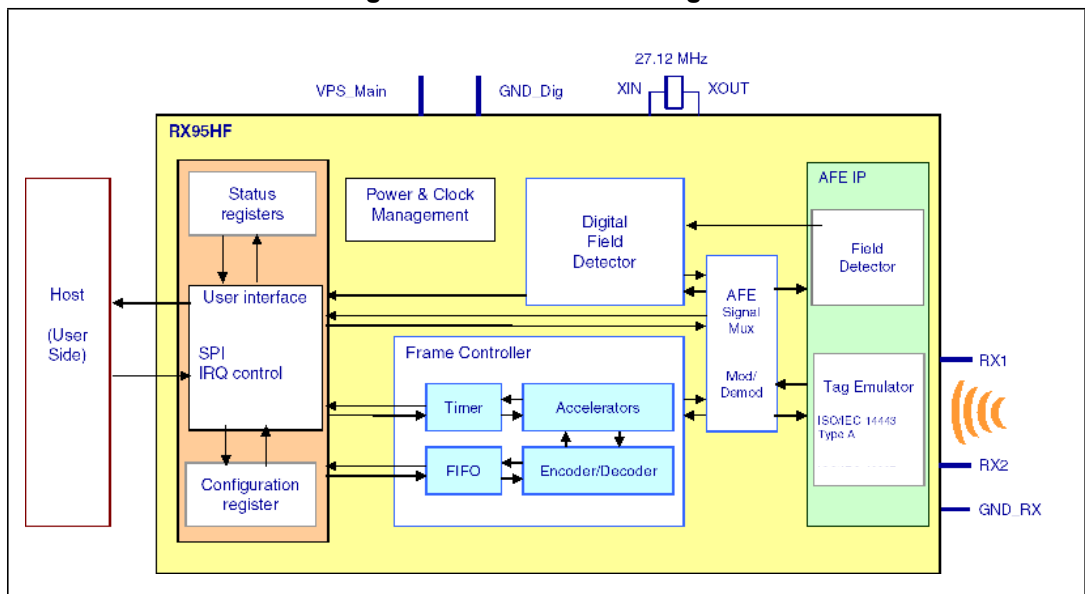 27.12 MHz
VPS_Main
GND_Dig
XIN
XOUT
RX95HF
Status
registers
Power & Clock
Management
Digital
Field
Detector
AFE IP
Field
Detector
Host
(User
Side)
User interface
SPI
IRQ control
AFE
Signal
Mux
Mod/
Demod
Frame Controller
Timer
Accelerators
FIFO
Encoder/Decoder
Tag Emulator
ISO/IEC 14443
Type A
RX1
RX2
GND_RX
Configuration
register